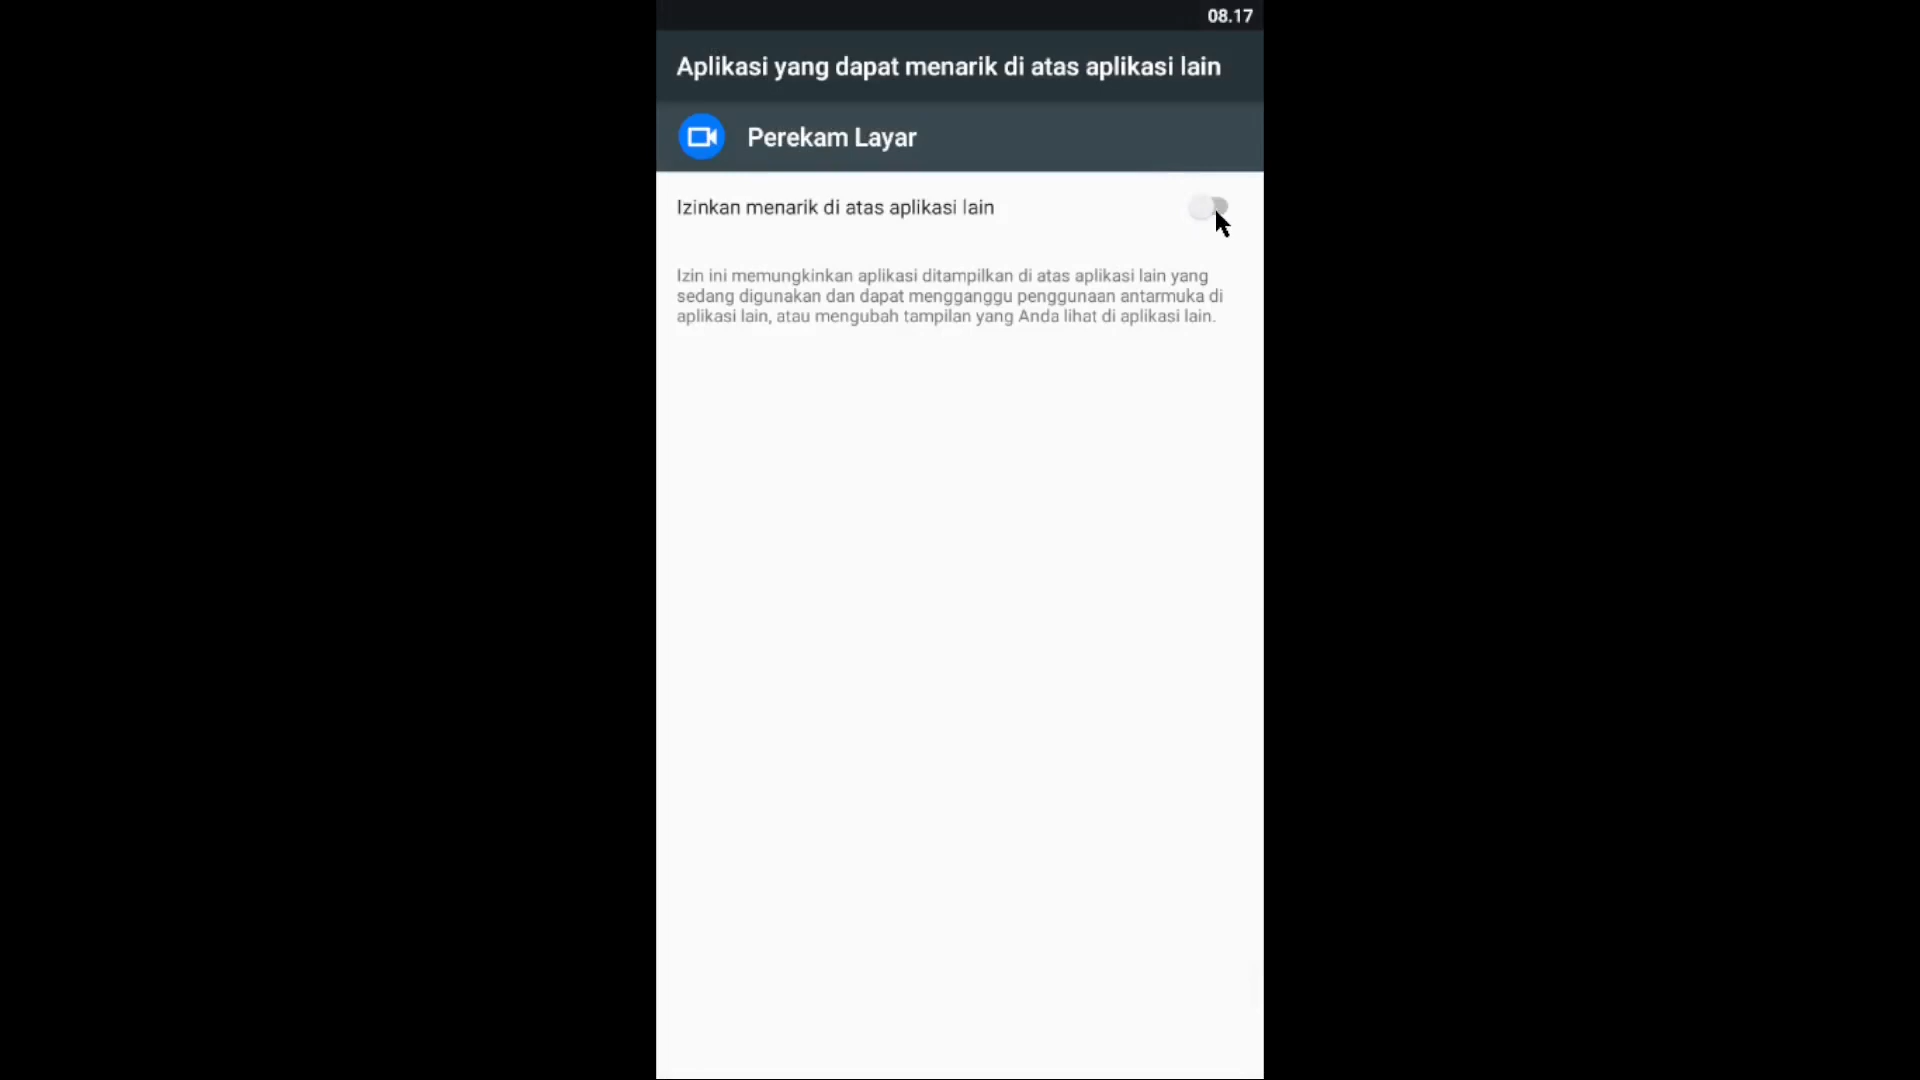 08.17
Aplikasi yang dapat menarik di atas aplikasi lain
Perekam Layar
Izinkan menarik di atas aplikasi lain
Izin ini memungkinkan aplikasi ditampilkan di atas aplikasi lain yang
sedang digunakan dan dapat mengganggu penggunaan antarmuka di
aplikasi lain, atau mengubah tampilan yang Anda lihat di aplikasi lain.